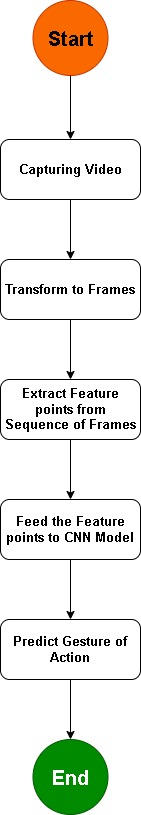 Start
Capturing Video
Transform to Frames
Extract Feature
points from
Sequence of Frames
Feed the Feature
points to CNN Model
Predict Gesture of
Action
End